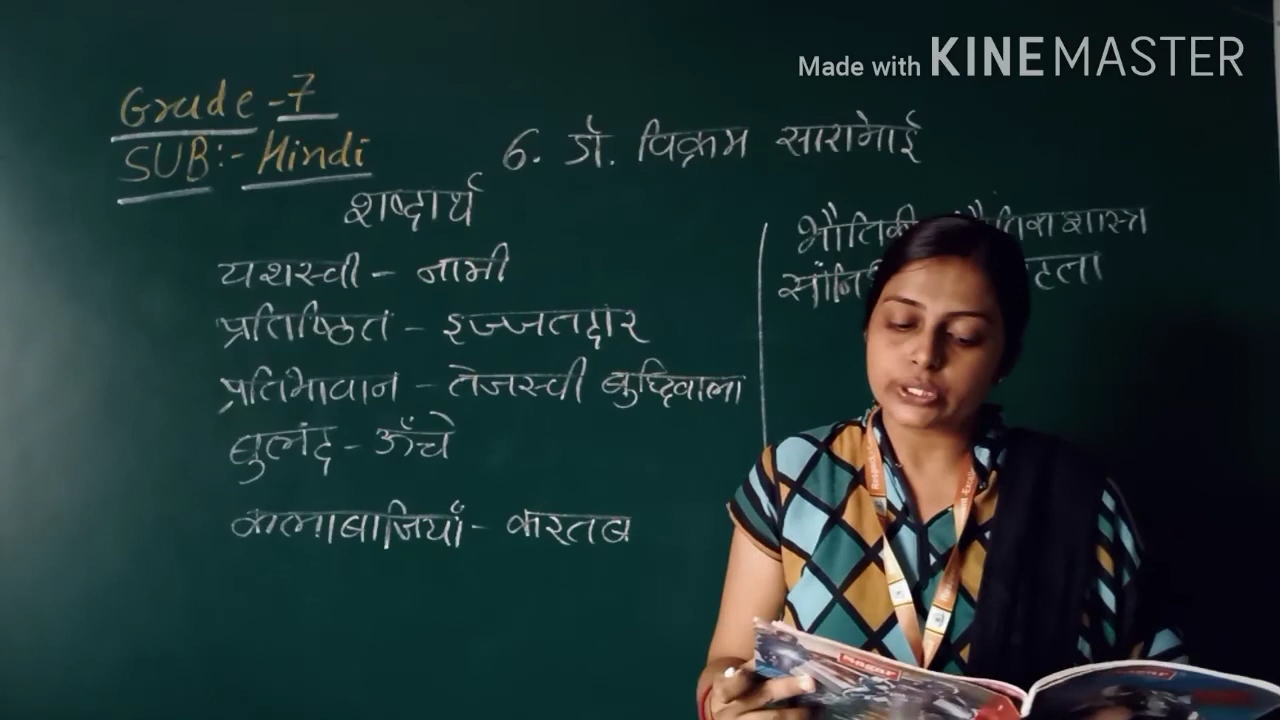 Made with KINEMASTER
Grade - 7
SUB:- Hindi
6. डॉ. विक्रम साराभाई
शब्दार्थ
यशस्वी - नामी
प्रतिष्ठित - इज्जतदार
प्रतिभावान - तेजस्वी बुद्धिवाला
बुलंद - ऊँचे
कलाबाजियाँ - करतब